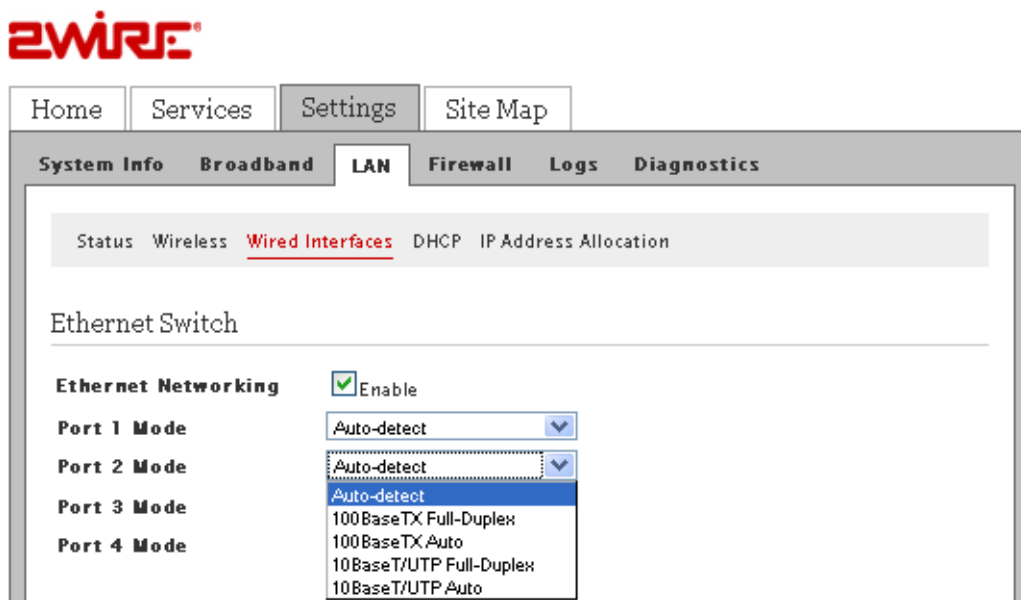 2WIRE®
Home Services Settings Site Map
System Info Broadband LAN Firewall Logs Diagnostics
Status Wireless Wired Interfaces DHCP IP Address Allocation
Ethernet Switch
Ethernet Networking Enable
Port 1 Mode Auto-detect
Port 2 Mode Auto-detect
Auto-detect
Port 3 Mode
100BaseTX Full-Duplex
100BaseTX Auto
Port 4 Mode
10BaseT/UTP Full-Duplex
10BaseT/UTP Auto